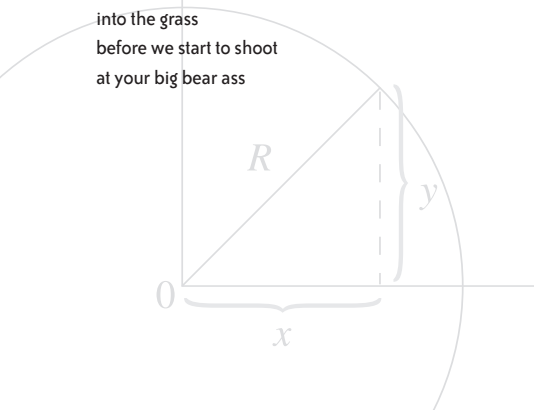 into the grass
before we start to shoot
at your big bear ass
R
y
0
x